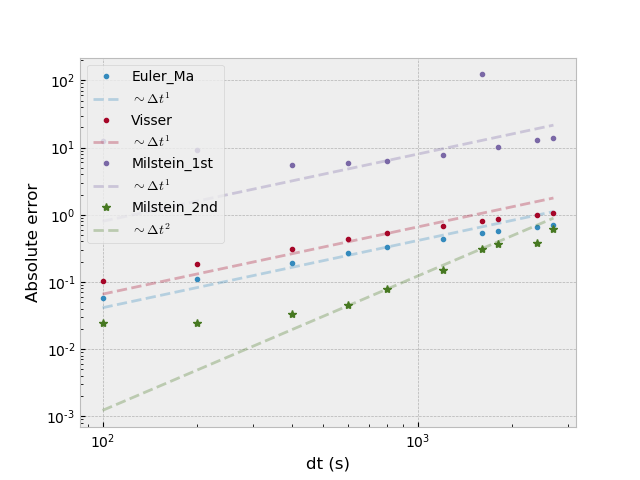 10²
10¹
10⁰
10⁻¹
10⁻²
10⁻³
Absolute error
Euler_Ma
~ Δt¹
Visser
~ Δt¹
Milstein_1st
~ Δt¹
Milstein_2nd
~ Δt²
10² 10³
dt (s)